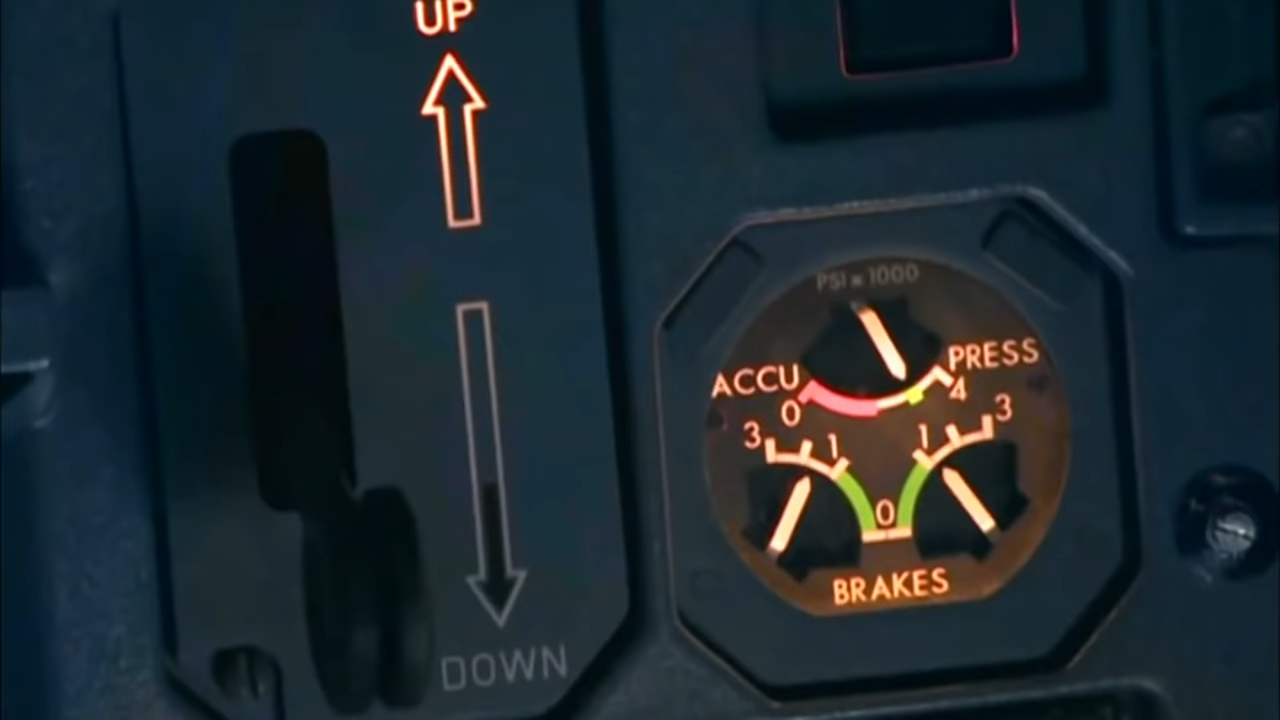 UP
DOWN
PSI x 1000
ACCU PRESS
0 4
3 1 1 3
0
BRAKES